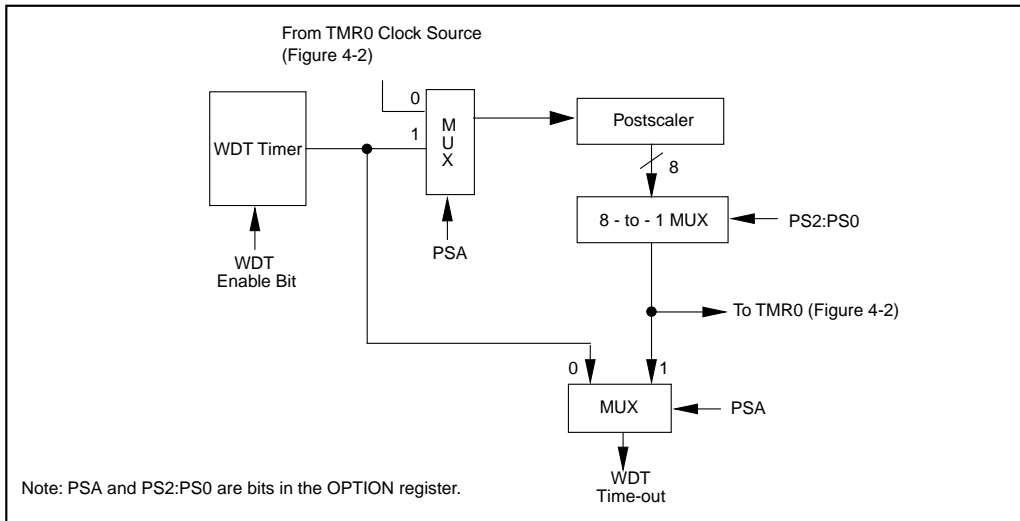 From TMR0 Clock Source
(Figure 4-2)
0
1
M
U
X
Postscaler
WDT Timer
8
8 - to - 1 MUX
PS2:PS0
PSA
WDT
Enable Bit
To TMR0 (Figure 4-2)
0
1
MUX
PSA
WDT
Time-out
Note: PSA and PS2:PS0 are bits in the OPTION register.